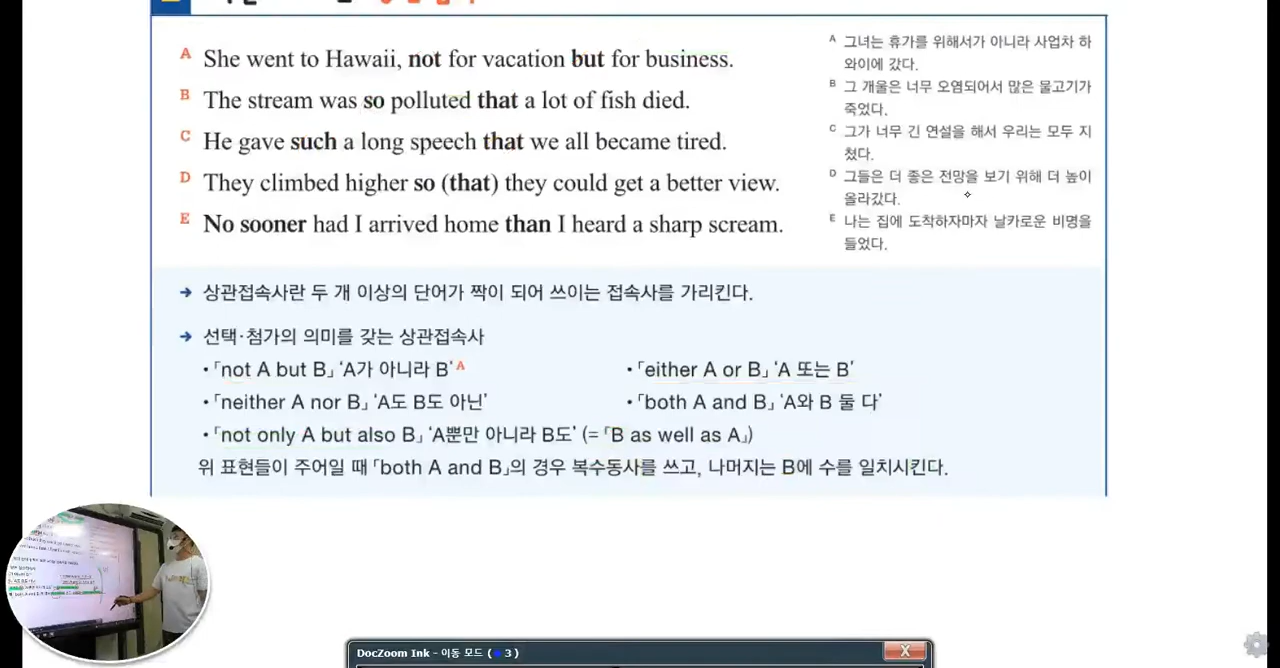 A She went to Hawaii, not for vacation but for business.
B The stream was so polluted that a lot of fish died.
C He gave such a long speech that we all became tired.
D They climbed higher so (that) they could get a better view.
E No sooner had I arrived home than I heard a sharp scream.
A 그녀는 휴가를 위해서가 아니라 사업차 하
와이에 갔다.
B 그 개울은 너무 오염되어서 많은 물고기가
죽었다.
C 그가 너무 긴 연설을 해서 우리는 모두 지
쳤다.
D 그들은 더 좋은 전망을 보기 위해 더 높이
올라갔다.
E 나는 집에 도착하자마자 날카로운 비명을
들었다.
→ 상관접속사란 두 개 이상의 단어가 짝이 되어 쓰이는 접속사를 가리킨다.
→ 선택·첨가의 의미를 갖는 상관접속사
•「not A but B」 ‘A가 아니라 B’ A
•「either A or B」 ‘A 또는 B’
•「neither A nor B」 ‘A도 B도 아닌’
•「both A and B」 ‘A와 B 둘 다’
•「not only A but also B」 ‘A뿐만 아니라 B도’ (=「B as well as A」)
위 표현들이 주어일 때 「both A and B」의 경우 복수동사를 쓰고, 나머지는 B에 수를 일치시킨다.
DocZoom Ink - 이동 모드 ( 3 )